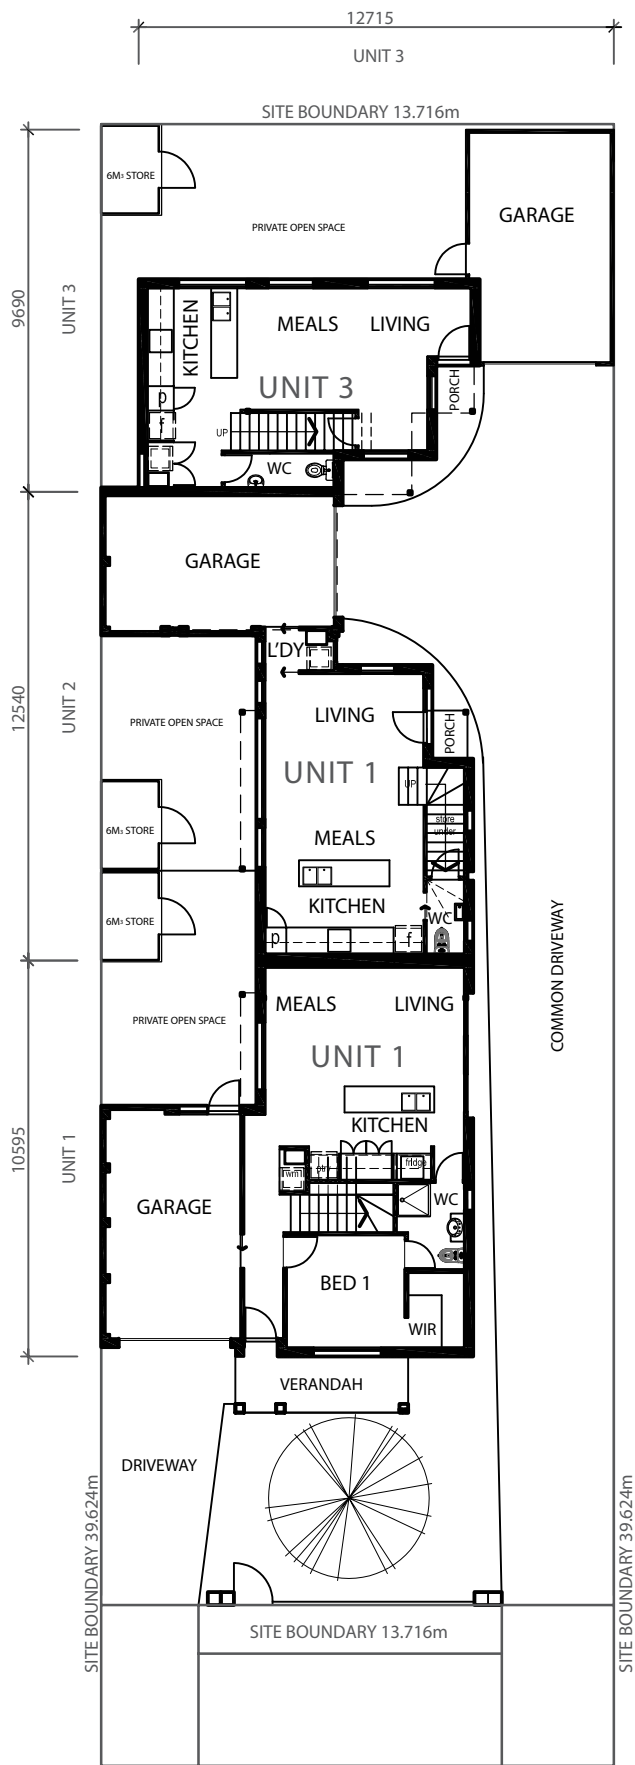 12715
UNIT 3
SITE BOUNDARY 13.716m
6M3 STORE
GARAGE
PRIVATE OPEN SPACE
9690
UNIT 3
KITCHEN
MEALS
LIVING
UNIT 3
PORCH
p
f
UP
WC
GARAGE
L'DY
12540
UNIT 2
PRIVATE OPEN SPACE
LIVING
PORCH
UNIT 1
UP
6M3 STORE
store
under
MEALS
KITCHEN
6M3 STORE
WC
p
f
COMMON DRIVEWAY
MEALS
LIVING
PRIVATE OPEN SPACE
UNIT 1
KITCHEN
10595
UNIT 1
wm
ptry
fridge
GARAGE
WC
BED 1
WIR
VERANDAH
DRIVEWAY
SITE BOUNDARY 39.624m
SITE BOUNDARY 39.624m
SITE BOUNDARY 13.716m